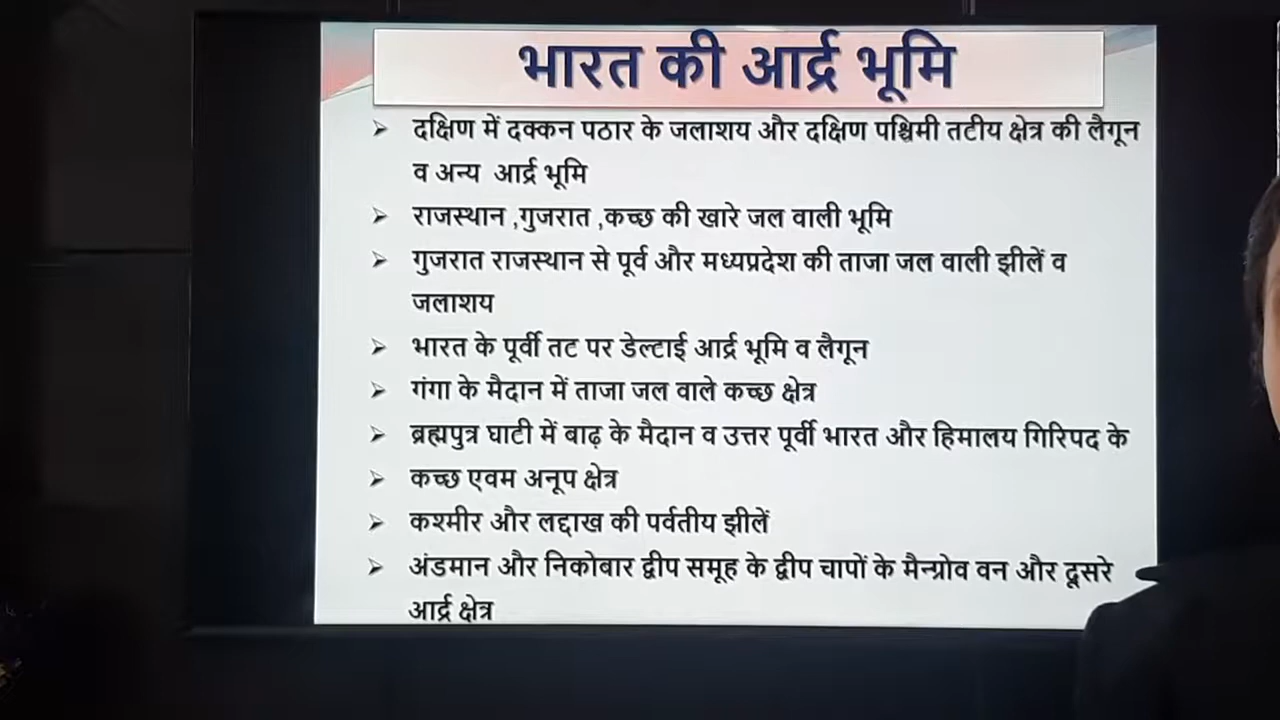 भारत की आर्द्र भूमि
➢ दक्षिण में दक्कन पठार के जलाशय और दक्षिण पश्चिमी तटीय क्षेत्र की लैगून
व अन्य आर्द्र भूमि
➢ राजस्थान ,गुजरात ,कच्छ की खारे जल वाली भूमि
➢ गुजरात राजस्थान से पूर्व और मध्यप्रदेश की ताजा जल वाली झीलें व
जलाशय
➢ भारत के पूर्वी तट पर डेल्टाई आर्द्र भूमि व लैगून
➢ गंगा के मैदान में ताजा जल वाले कच्छ क्षेत्र
➢ ब्रह्मपुत्र घाटी में बाढ़ के मैदान व उत्तर पूर्वी भारत और हिमालय गिरिपद के
➢ कच्छ एवम अनूप क्षेत्र
➢ कश्मीर और लद्दाख की पर्वतीय झीलें
➢ अंडमान और निकोबार द्वीप समूह के द्वीप चापों के मैन्ग्रोव वन और दूसरे
आर्द्र क्षेत्र